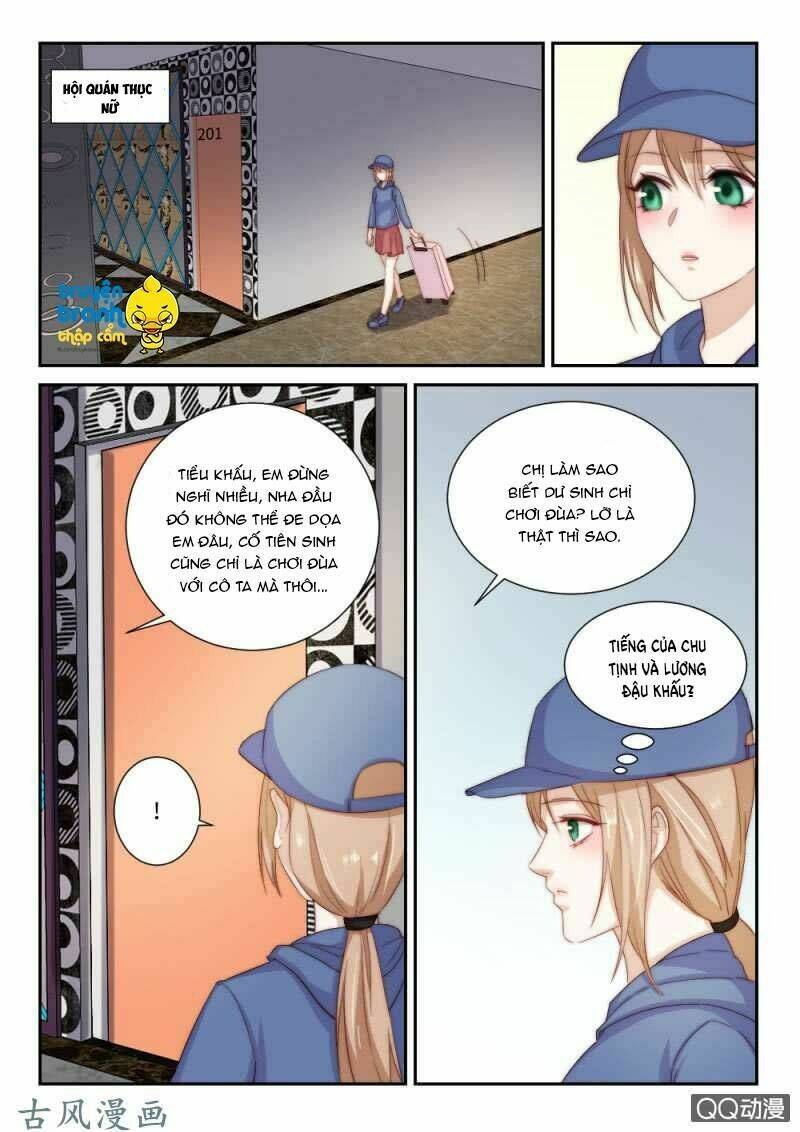 HỘI QUÁN THỤC
NỮ
201
truyện
tranh
thập cẩm
TIỂU KHẤU, EM ĐỪNG
NGHĨ NHIỀU, NHA ĐẦU
ĐÓ KHÔNG THỂ ĐE DỌA
EM ĐÂU, CỐ TIÊN SINH
CŨNG CHỈ LÀ CHƠI ĐÙA
VỚI CÔ TA MÀ THÔI...
!
CHỊ LÀM SAO
BIẾT DƯ SINH CHỈ
CHƠI ĐÙA? LỠ LÀ
THẬT THÌ SAO.
TIẾNG CỦA CHU
TỊNH VÀ LƯƠNG
ĐẬU KHẤU?
古风漫画
QQ动漫